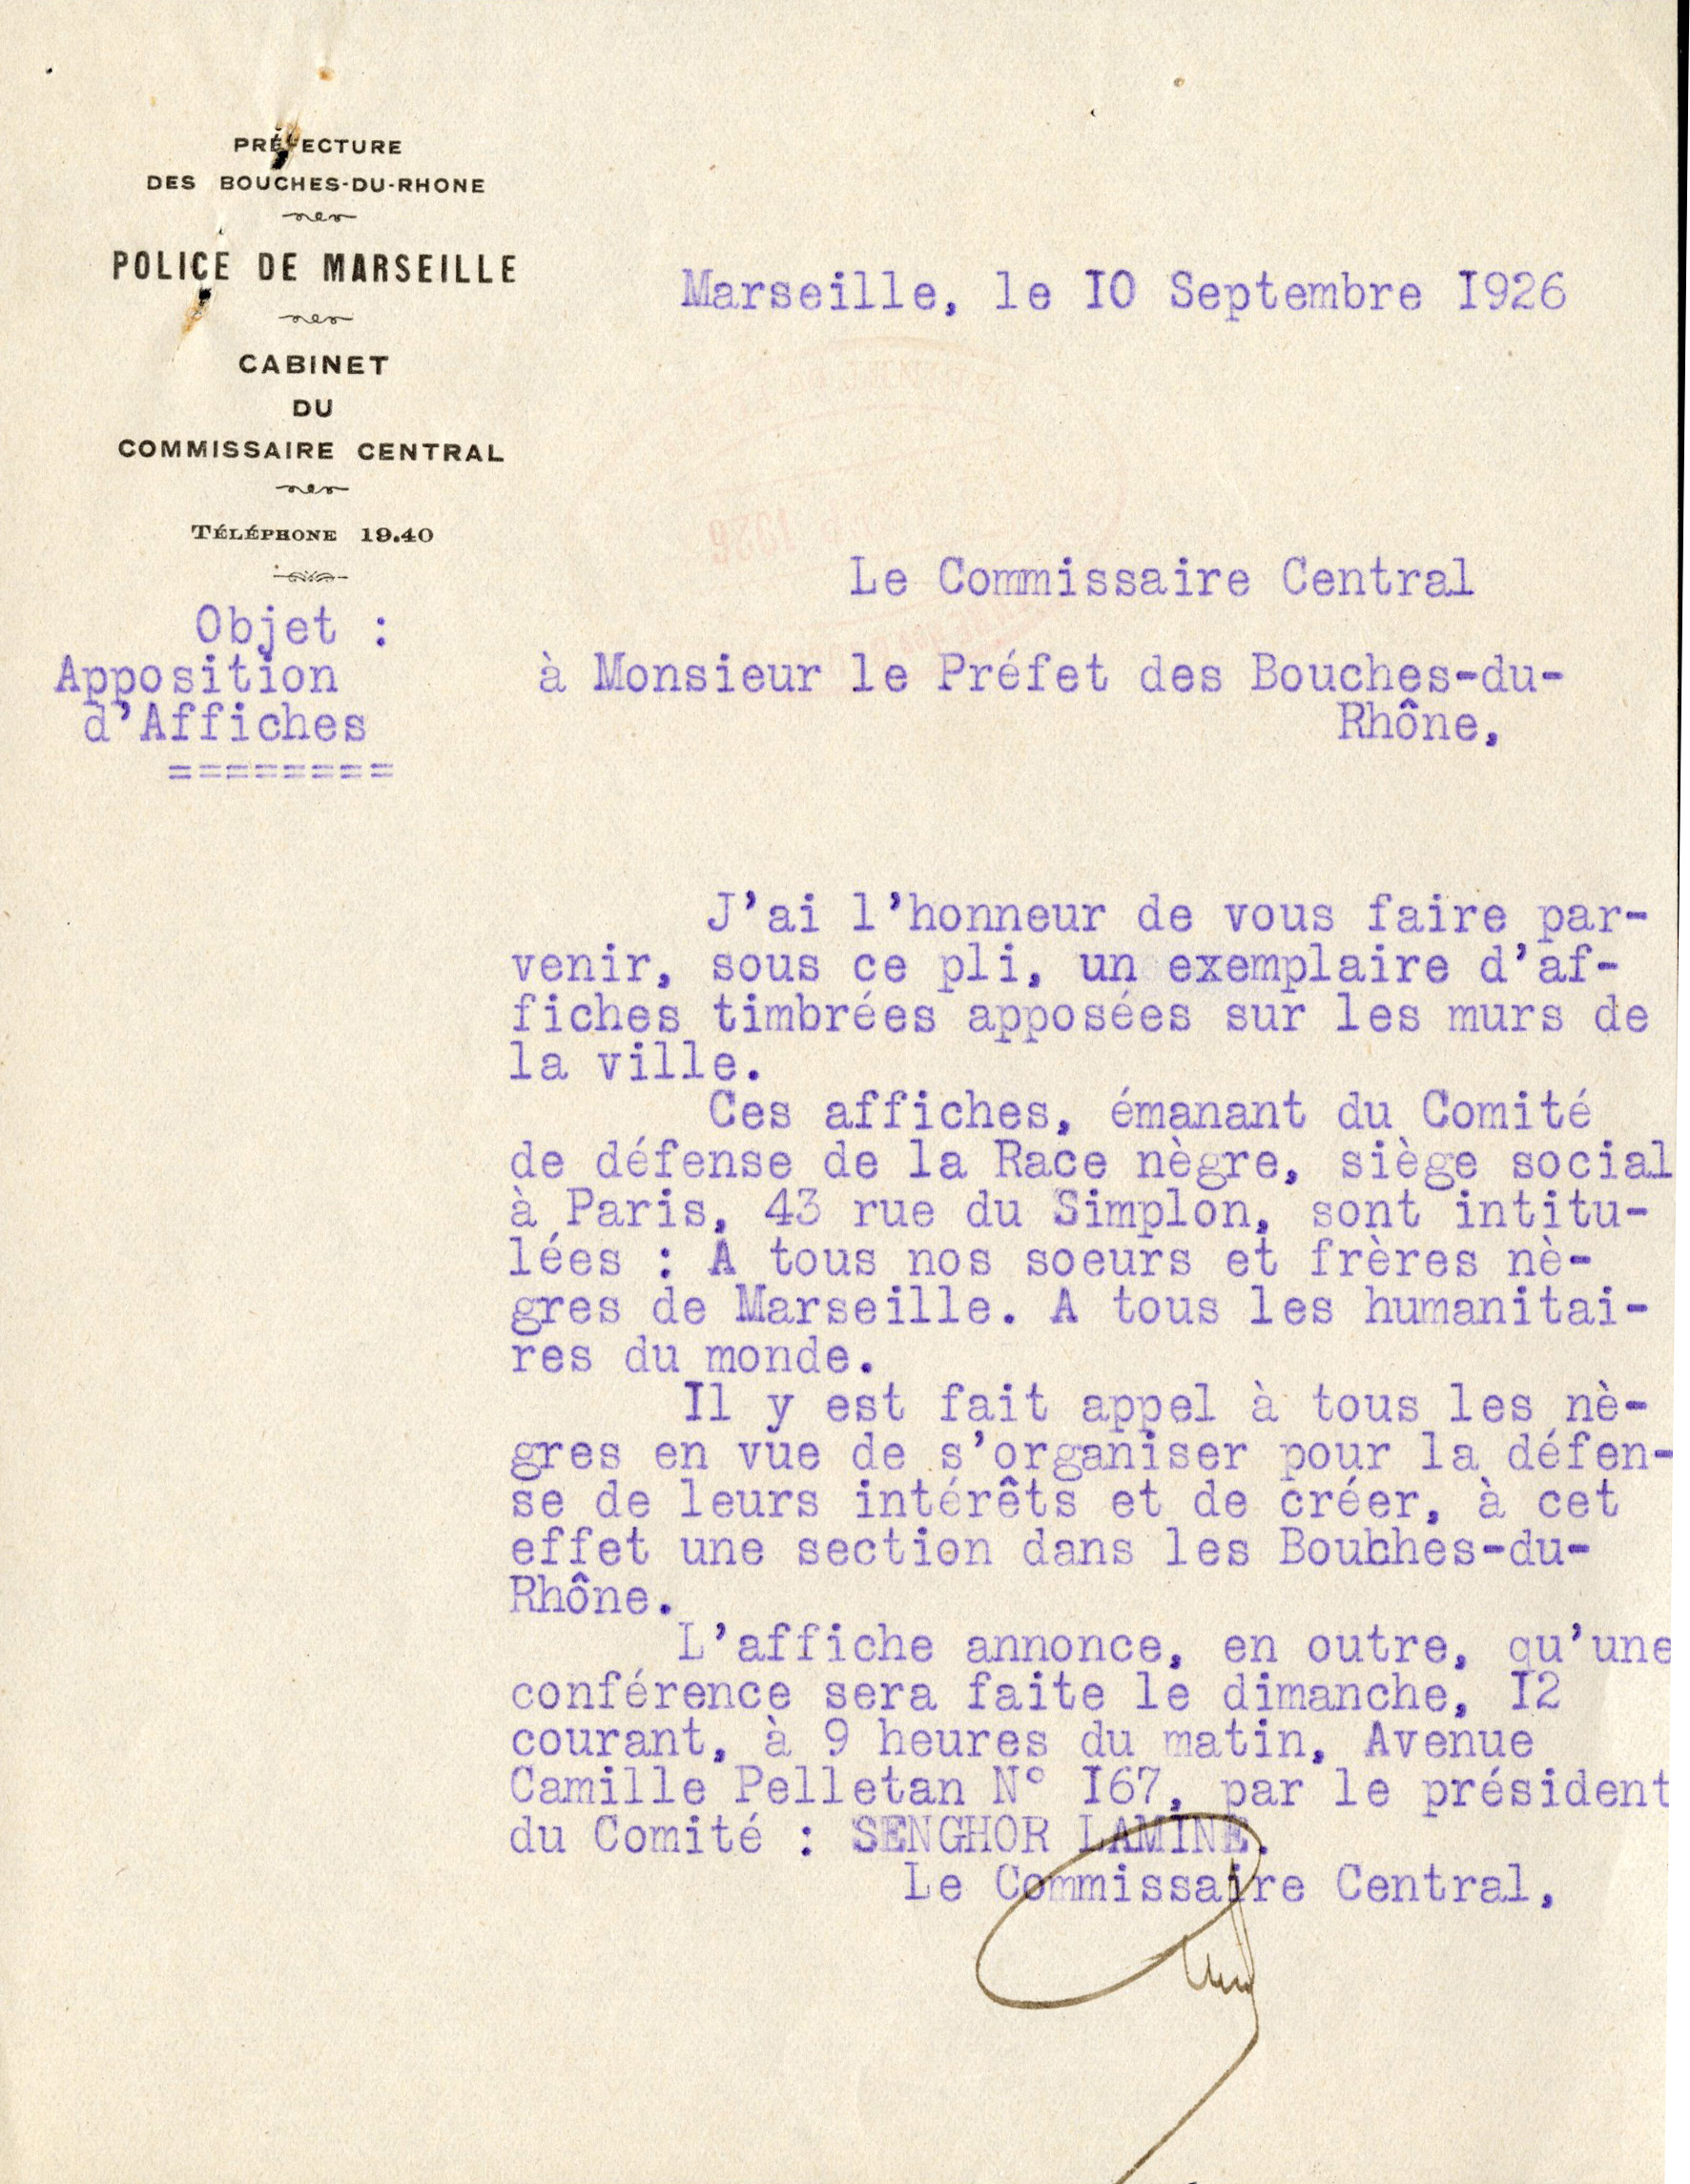 PRÉFECTURE
DES BOUCHES-DU-RHONE
POLICE DE MARSEILLE
CABINET
DU
COMMISSAIRE CENTRAL
TÉLÉPHONE 19.40
Objet :
Apposition
d'Affiches
========
Marseille, le I0 Septembre I926
1926
Le Commissaire Central
à Monsieur le Préfet des Bouches-du-
Rhône,
J'ai l'honneur de vous faire par-
venir, sous ce pli, un exemplaire d'af-
fiches timbrées apposées sur les murs de
la ville.
Ces affiches, émanant du Comité
de défense de la Race nègre, siège social
à Paris, 43 rue du Simplon, sont intitu-
lées : A tous nos soeurs et frères nè-
gres de Marseille. A tous les humanitai-
res du monde.
Il y est fait appel à tous les nè-
gres en vue de s'organiser pour la défen-
se de leurs intérêts et de créer, à cet
effet une section dans les Bouhhes-du-
Rhône.
L'affiche annonce, en outre, qu'une
conférence sera faite le dimanche, I2
courant, à 9 heures du matin, Avenue
Camille Pelletan N° I67, par le président
du Comité : SENGHOR LAMINE.
Le Commissaire Central,